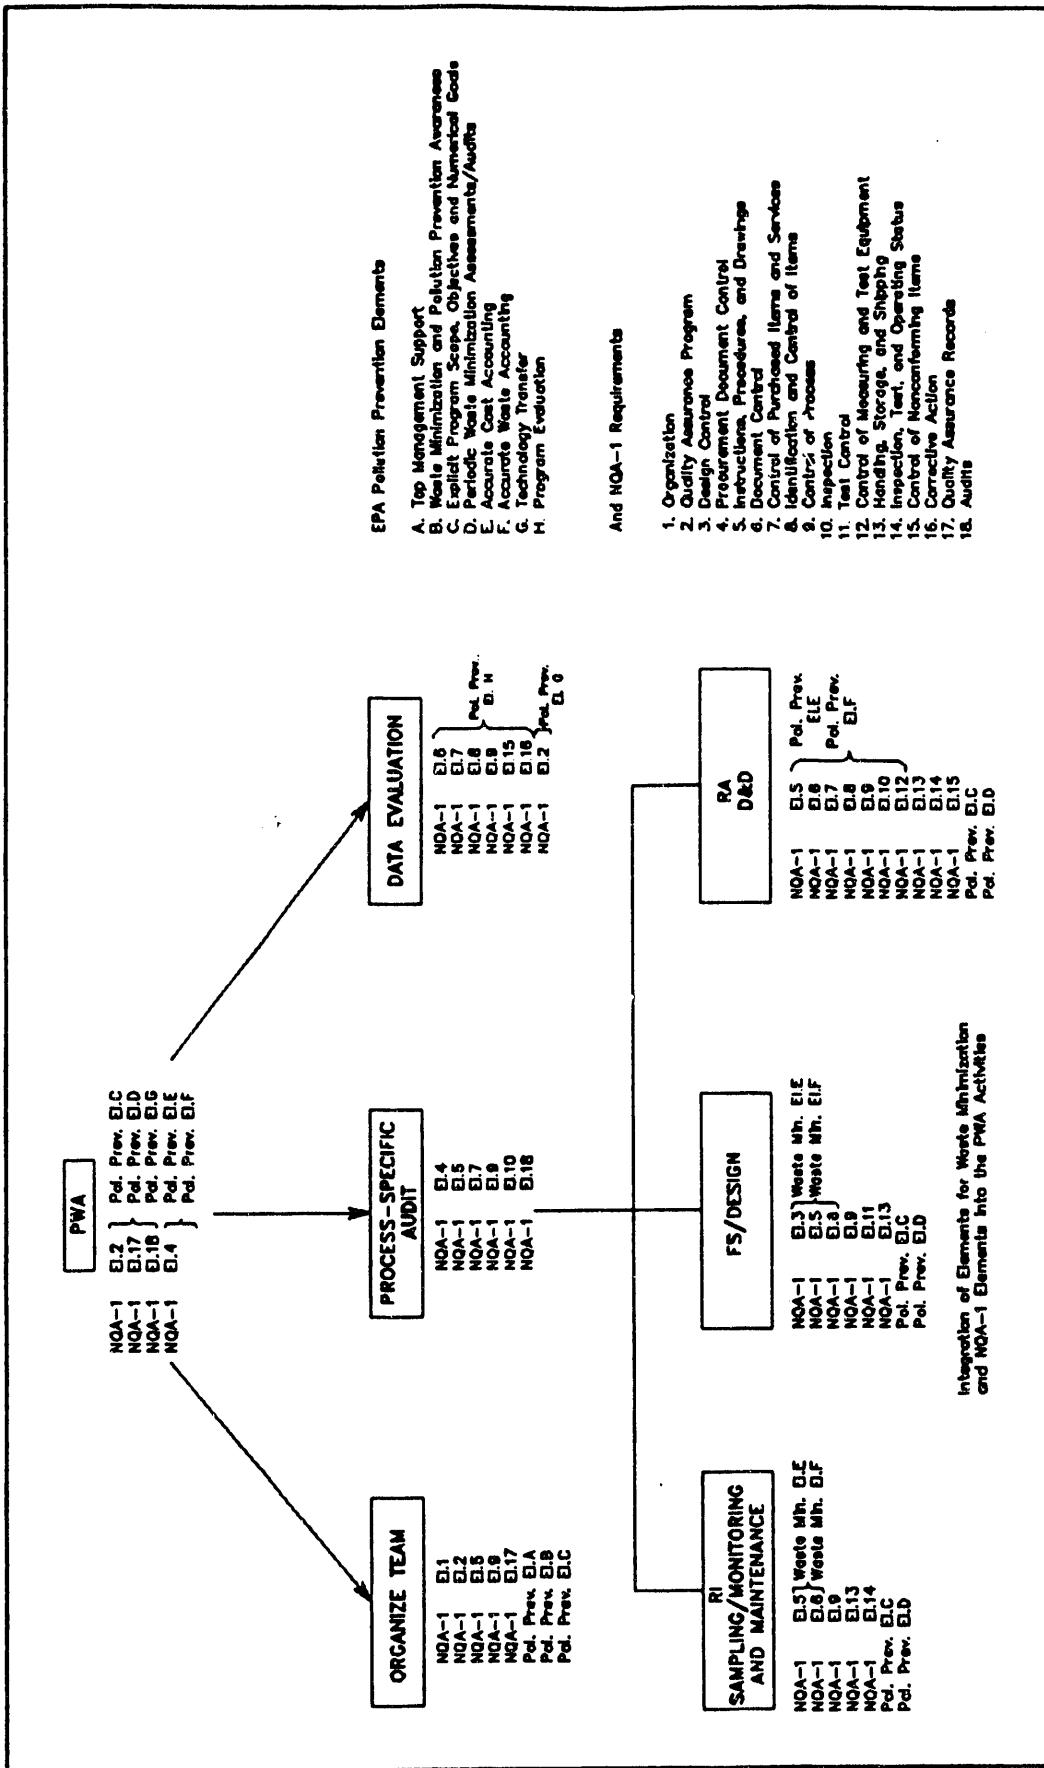 PWA
NQA-1 El.2 Pol. Prev. El.C
NQA-1 El.17 Pol. Prev. El.D
NQA-1 El.18 Pol. Prev. El.G
NQA-1 El.4 Pol. Prev. El.E
Pol. Prev. El.F
ORGANIZE TEAM
NQA-1 El.1
NQA-1 El.2
NQA-1 El.5
NQA-1 El.9
NQA-1 El.17
Pol. Prev. El.A
Pol. Prev. El.B
Pol. Prev. El.C
PROCESS-SPECIFIC
AUDIT
NQA-1 El.4
NQA-1 El.5
NQA-1 El.7
NQA-1 El.9
NQA-1 El.10
NQA-1 El.18
DATA EVALUATION
NQA-1 El.6
NQA-1 El.7
NQA-1 El.8
NQA-1 El.9
NQA-1 El.15
NQA-1 El.16
NQA-1 El.2
Pol. Prev.
El. H
Pol. Prev.
El. G
RI
SAMPLING/MONITORING
AND MAINTENANCE
NQA-1 El.5 Waste Min. El.E
NQA-1 El.6 Waste Min. El.F
NQA-1 El.9
NQA-1 El.13
NQA-1 El.14
Pol. Prev. El.C
Pol. Prev. El.D
FS/DESIGN
NQA-1 El.3 Waste Min. El.E
NQA-1 El.5 Waste Min. El.F
NQA-1 El.8
NQA-1 El.9
NQA-1 El.11
NQA-1 El.13
Pol. Prev. El.C
Pol. Prev. El.D
RA
D&D
NQA-1 El.5
NQA-1 El.6
NQA-1 El.7
NQA-1 El.8
NQA-1 El.9
NQA-1 El.10
NQA-1 El.12
NQA-1 El.13
NQA-1 El.14
NQA-1 El.15
Pol. Prev. El.C
Pol. Prev. El.D
Pol. Prev.
El.E
Pol. Prev.
El.F
Integration of Elements for Waste Minimization
and NQA-1 Elements Into the PWA Activities
EPA Pollution Prevention Elements
A. Top Management Support
B. Waste Minimization and Pollution Prevention Awareness
C. Explicit Program Scope, Objectives and Numerical Goals
D. Periodic Waste Minimization Assessments/Audits
E. Accurate Cost Accounting
F. Accurate Waste Accounting
G. Technology Transfer
H. Program Evaluation
And NQA-1 Requirements
1. Organization
2. Quality Assurance Program
3. Design Control
4. Procurement Document Control
5. Instructions, Procedures, and Drawings
6. Document Control
7. Control of Purchased Items and Services
8. Identification and Control of Items
9. Control of Process
10. Inspection
11. Test Control
12. Control of Measuring and Test Equipment
13. Handling, Storage, and Shipping
14. Inspection, Test, and Operating Status
15. Control of Nonconforming Items
16. Corrective Action
17. Quality Assurance Records
18. Audits